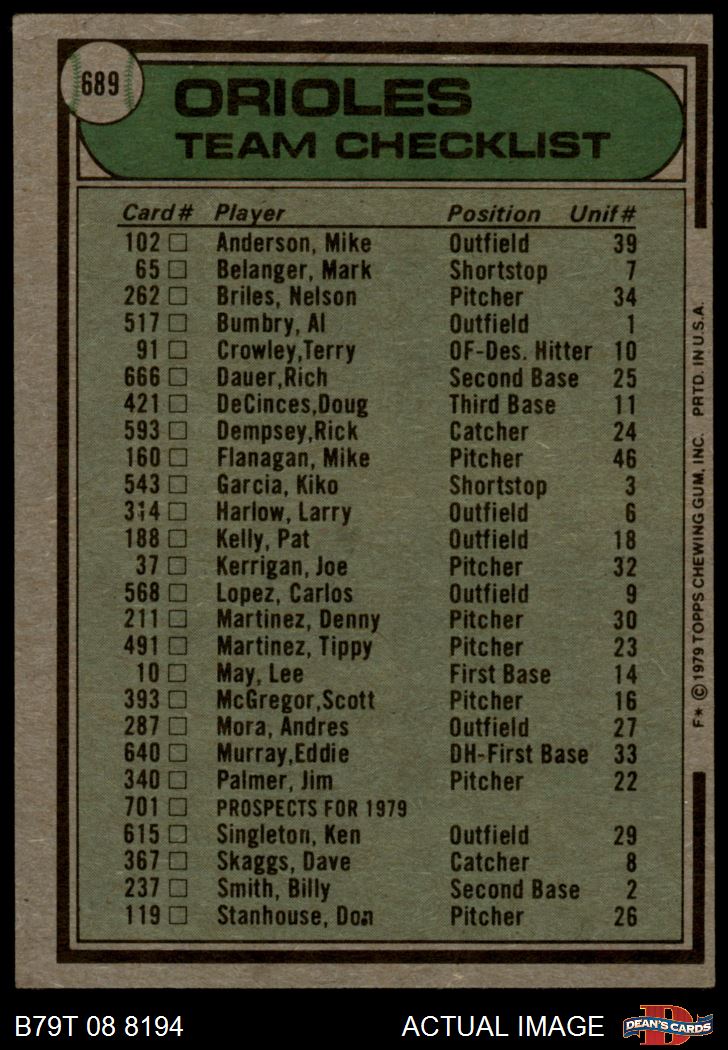 689
ORIOLES
TEAM CHECKLIST
Card# Player Position Unif#
102 Anderson, Mike Outfield 39
65 Belanger, Mark Shortstop 7
262 Briles, Nelson Pitcher 34
517 Bumbry, Al Outfield 1
91 Crowley,Terry OF-Des. Hitter 10
666 Dauer,Rich Second Base 25
421 DeCinces,Doug Third Base 11
593 Dempsey,Rick Catcher 24
160 Flanagan, Mike Pitcher 46
543 Garcia, Kiko Shortstop 3
314 Harlow, Larry Outfield 6
188 Kelly, Pat Outfield 18
37 Kerrigan, Joe Pitcher 32
568 Lopez, Carlos Outfield 9
211 Martinez, Denny Pitcher 30
491 Martinez, Tippy Pitcher 23
10 May, Lee First Base 14
393 McGregor,Scott Pitcher 16
287 Mora, Andres Outfield 27
640 Murray,Eddie DH-First Base 33
340 Palmer, Jim Pitcher 22
701 PROSPECTS FOR 1979
615 Singleton, Ken Outfield 29
367 Skaggs, Dave Catcher 8
237 Smith, Billy Second Base 2
119 Stanhouse, Don Pitcher 26
F* © 1979 TOPPS CHEWING GUM, INC. PRTD. IN U.S.A.
B79T 08 8194 ACTUAL IMAGE
D
DEAN'S CARDS